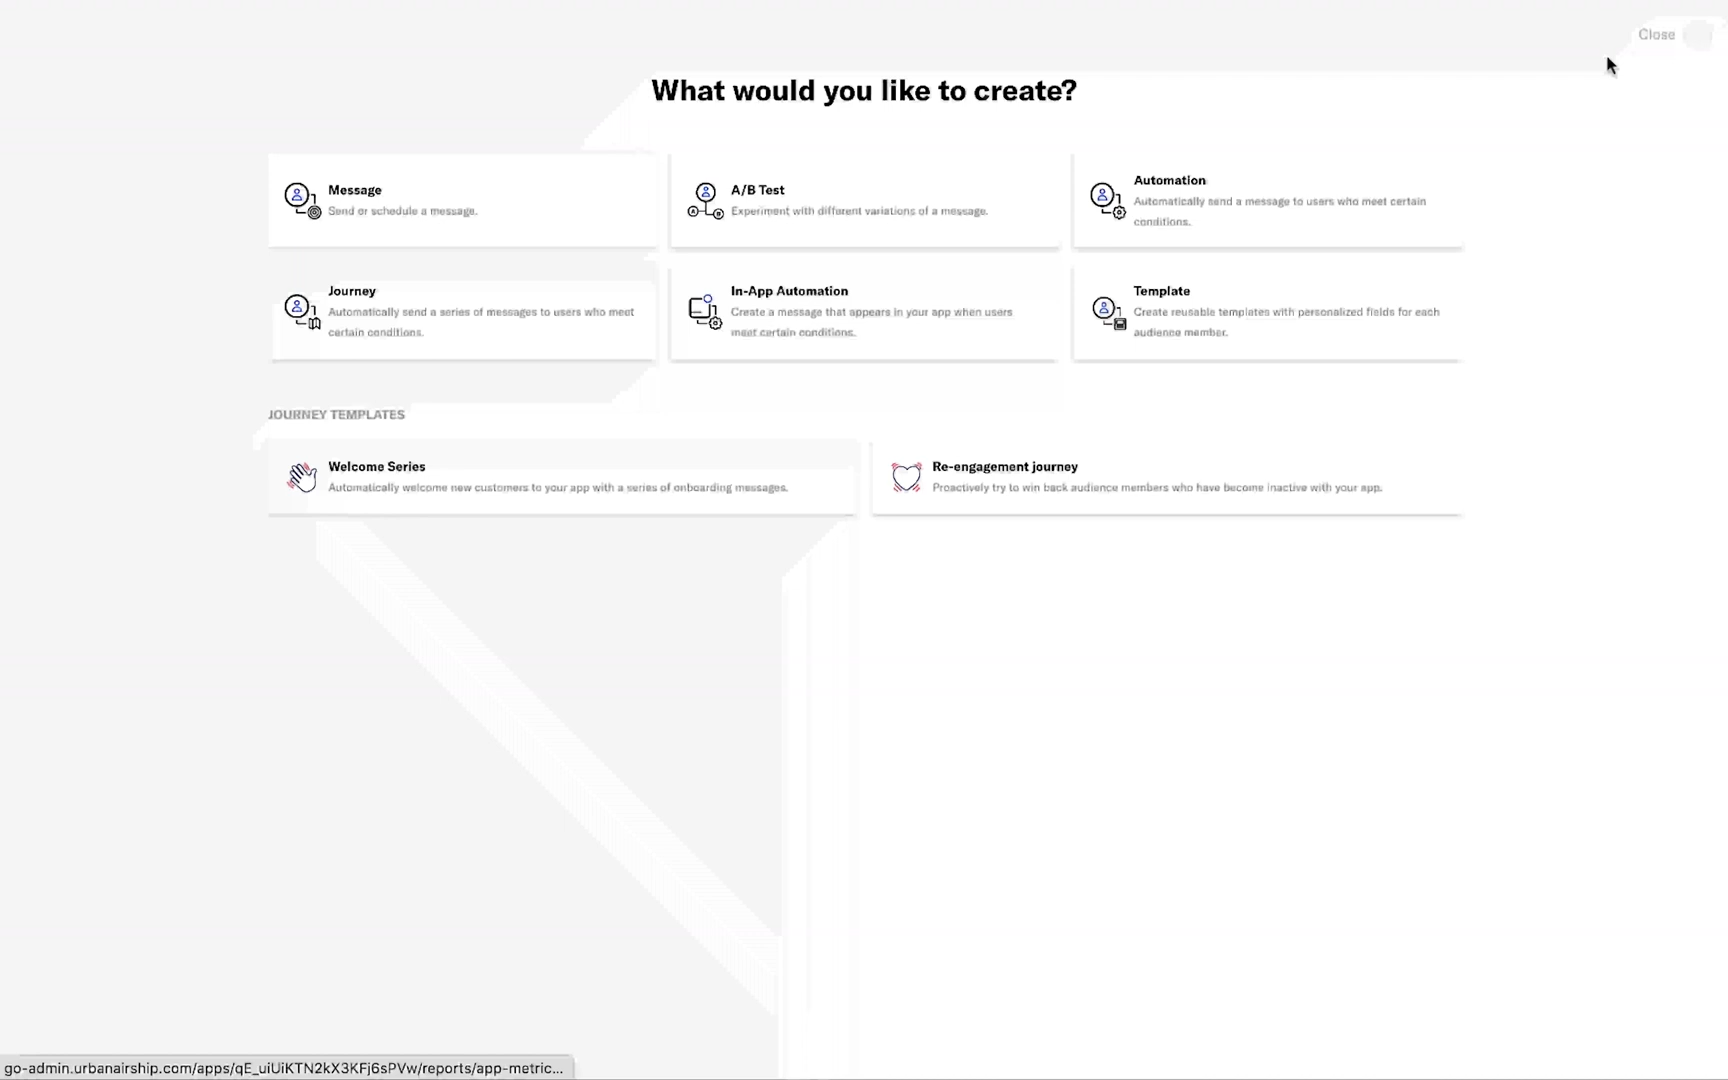 Close
What would you like to create?
Message
Send or schedule a message.
A/B Test
Experiment with different variations of a message.
Automation
Automatically send a message to users who meet certain
conditions.
Journey
Automatically send a series of messages to users who meet
certain conditions.
In-App Automation
Create a message that appears in your app when users
meet certain conditions.
Template
Create reusable templates with personalized fields for each
audience member.
JOURNEY TEMPLATES
Welcome Series
Automatically welcome new customers to your app with a series of onboarding messages.
Re-engagement journey
Proactively try to win back audience members who have become inactive with your app.
go-admin.urbanairship.com/apps/qE_uiUiKTN2kX3KFj6sPVw/reports/app-metric...